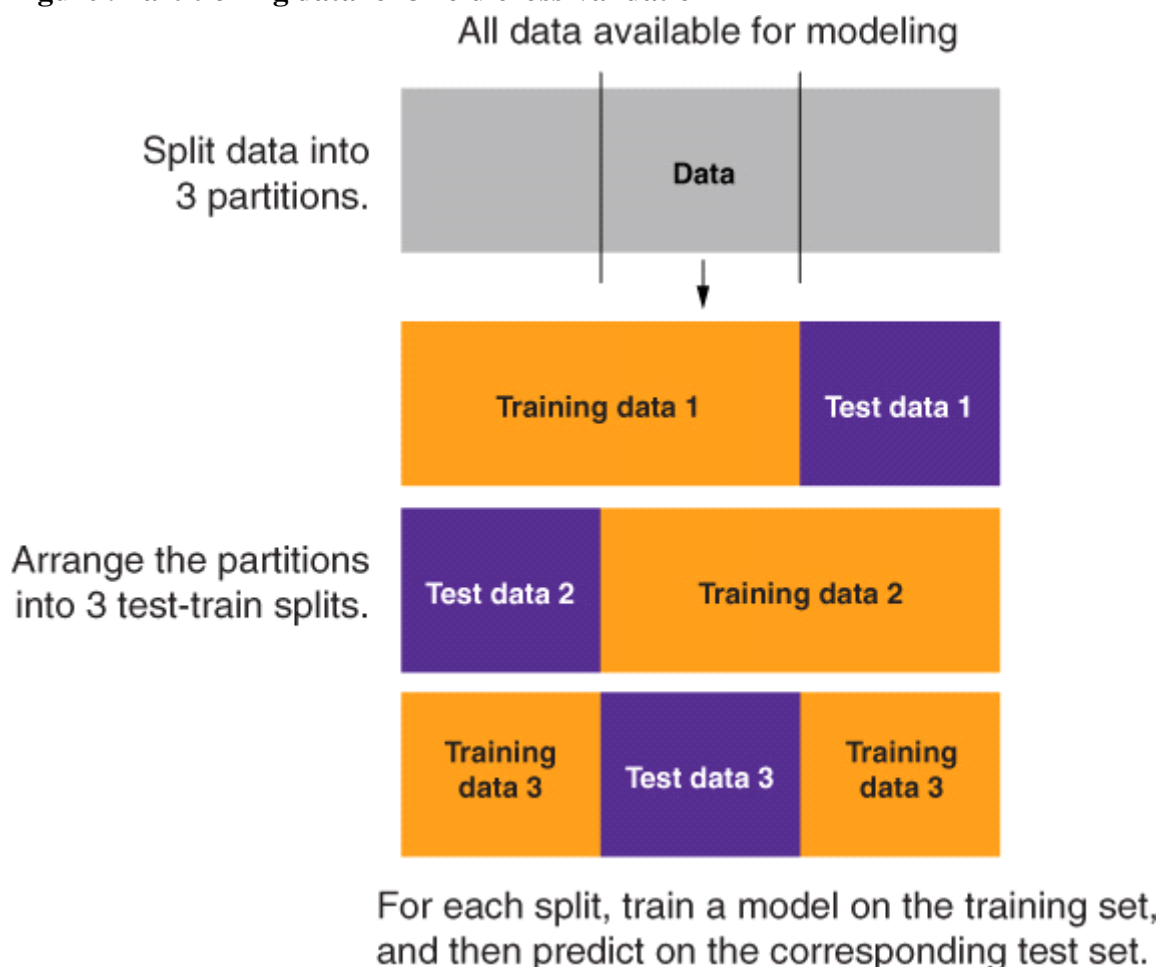 All data available for modeling
Split data into
3 partitions.
Data
Training data 1
Test data 1
Arrange the partitions
into 3 test-train splits.
Test data 2
Training data 2
Training
data 3
Test data 3
Training
data 3
For each split, train a model on the training set,
and then predict on the corresponding test set.